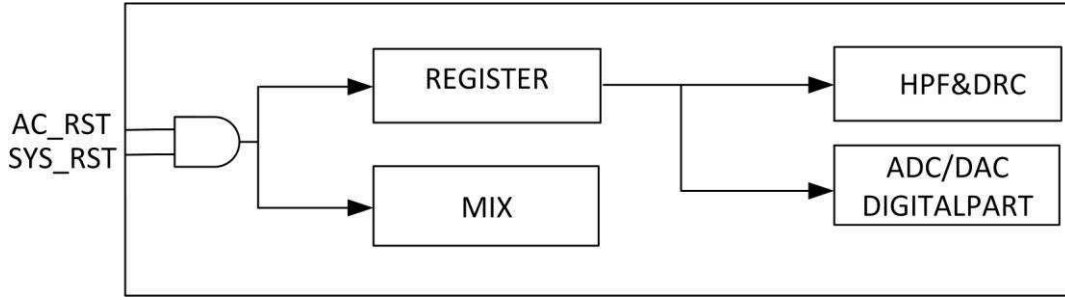 AC_RST
SYS_RST
REGISTER
MIX
HPF&DRC
ADC/DAC
DIGITALPART